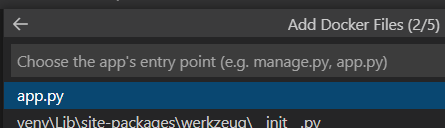 Add Docker Files (2/5)
Choose the app's entry point (e.g. manage.py, app.py)
app.py
venv\Lib\site-packages\werkzeug\__init__.py